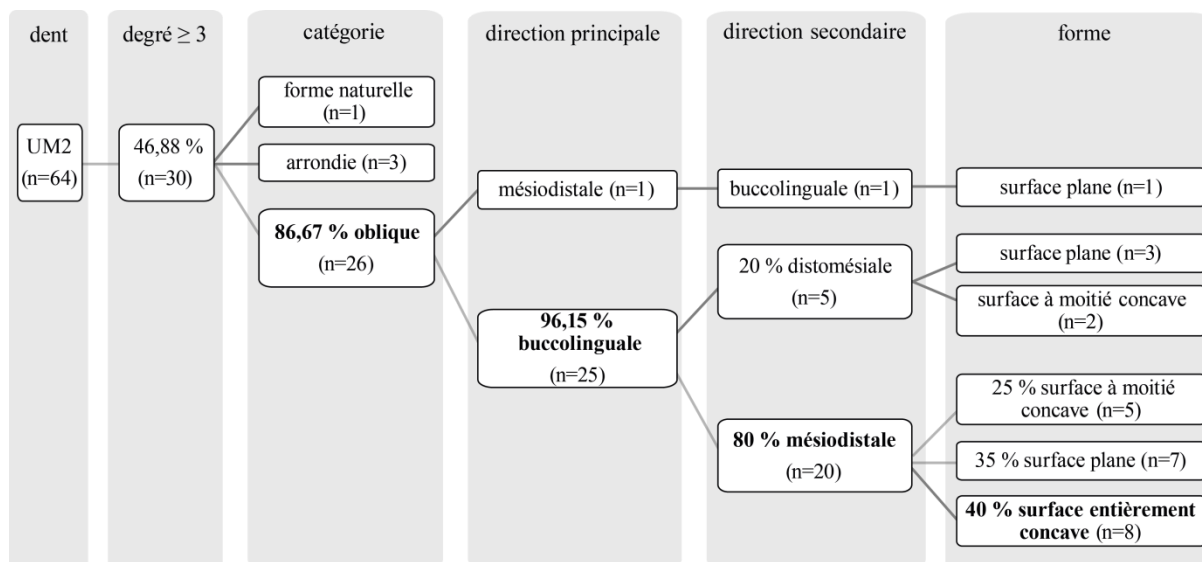 dent
degré ≥ 3
catégorie
direction principale
direction secondaire
forme
UM2
(n=64)
46,88 %
(n=30)
forme naturelle
(n=1)
arrondie (n=3)
86,67 % oblique
(n=26)
mésiodistale (n=1)
96,15 %
buccolinguale
(n=25)
buccolinguale (n=1)
20 % distomésiale
(n=5)
80 % mésiodistale
(n=20)
surface plane (n=1)
surface plane (n=3)
surface à moitié concave
(n=2)
25 % surface à moitié
concave (n=5)
35 % surface plane (n=7)
40 % surface entièrement
concave (n=8)